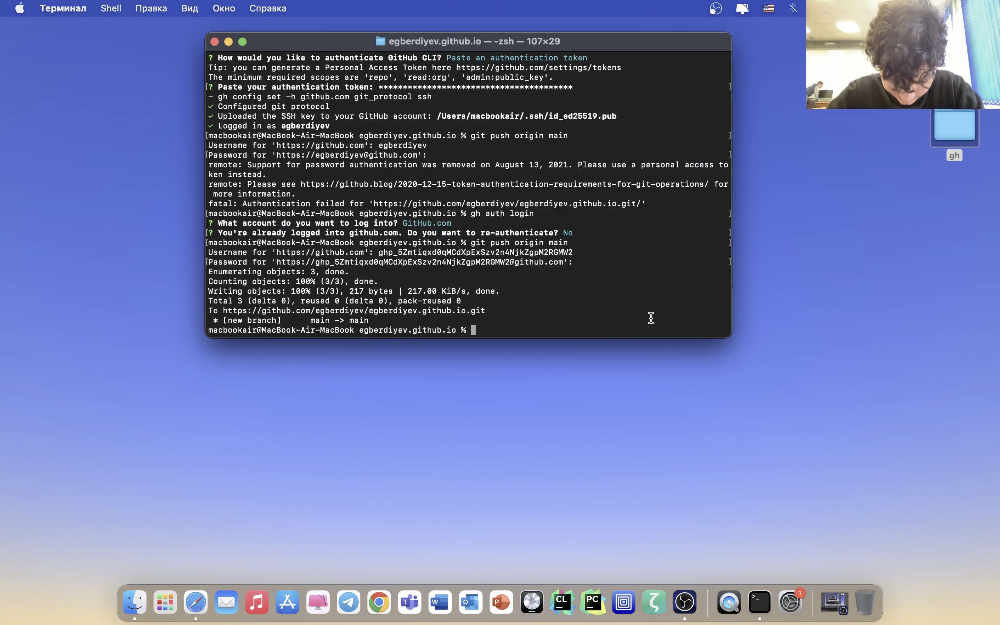 Терминал Shell Правка Вид Окно Справка
egberdiyev.github.io — -zsh — 107×29
? How would you like to authenticate GitHub CLI? Paste an authentication token
Tip: you can generate a Personal Access Token here https://github.com/settings/tokens
The minimum required scopes are 'repo', 'read:org', 'admin:public_key'.
[? Paste your authentication token: **************************************** ]
- gh config set -h github.com git_protocol ssh
✓ Configured git protocol
✓ Uploaded the SSH key to your GitHub account: /Users/macbookair/.ssh/id_ed25519.pub
✓ Logged in as egberdiyev
[macbookair@MacBook-Air-MacBook egberdiyev.github.io % git push origin main ]
Username for 'https://github.com': egberdiyev
[Password for 'https://egberdiyev@github.com': ]
remote: Support for password authentication was removed on August 13, 2021. Please use a personal access to
ken instead.
remote: Please see https://github.blog/2020-12-15-token-authentication-requirements-for-git-operations/ for
more information.
fatal: Authentication failed for 'https://github.com/egberdiyev/egberdiyev.github.io.git/'
[macbookair@MacBook-Air-MacBook egberdiyev.github.io % gh auth login ]
? What account do you want to log into? GitHub.com
[? You're already logged into github.com. Do you want to re-authenticate? No ]
[macbookair@MacBook-Air-MacBook egberdiyev.github.io % git push origin main ]
Username for 'https://github.com': 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
[Password for 'https://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@github.com': ]
Enumerating objects: 3, done.
Counting objects: 100% (3/3), done.
Writing objects: 100% (3/3), 217 bytes | 217.00 KiB/s, done.
Total 3 (delta 0), reused 0 (delta 0), pack-reused 0
To https://github.com/egberdiyev/egberdiyev.github.io.git
* [new branch] main -> main
macbookair@MacBook-Air-MacBook egberdiyev.github.io %
gh
T W O P CL PC ζ >_ 1